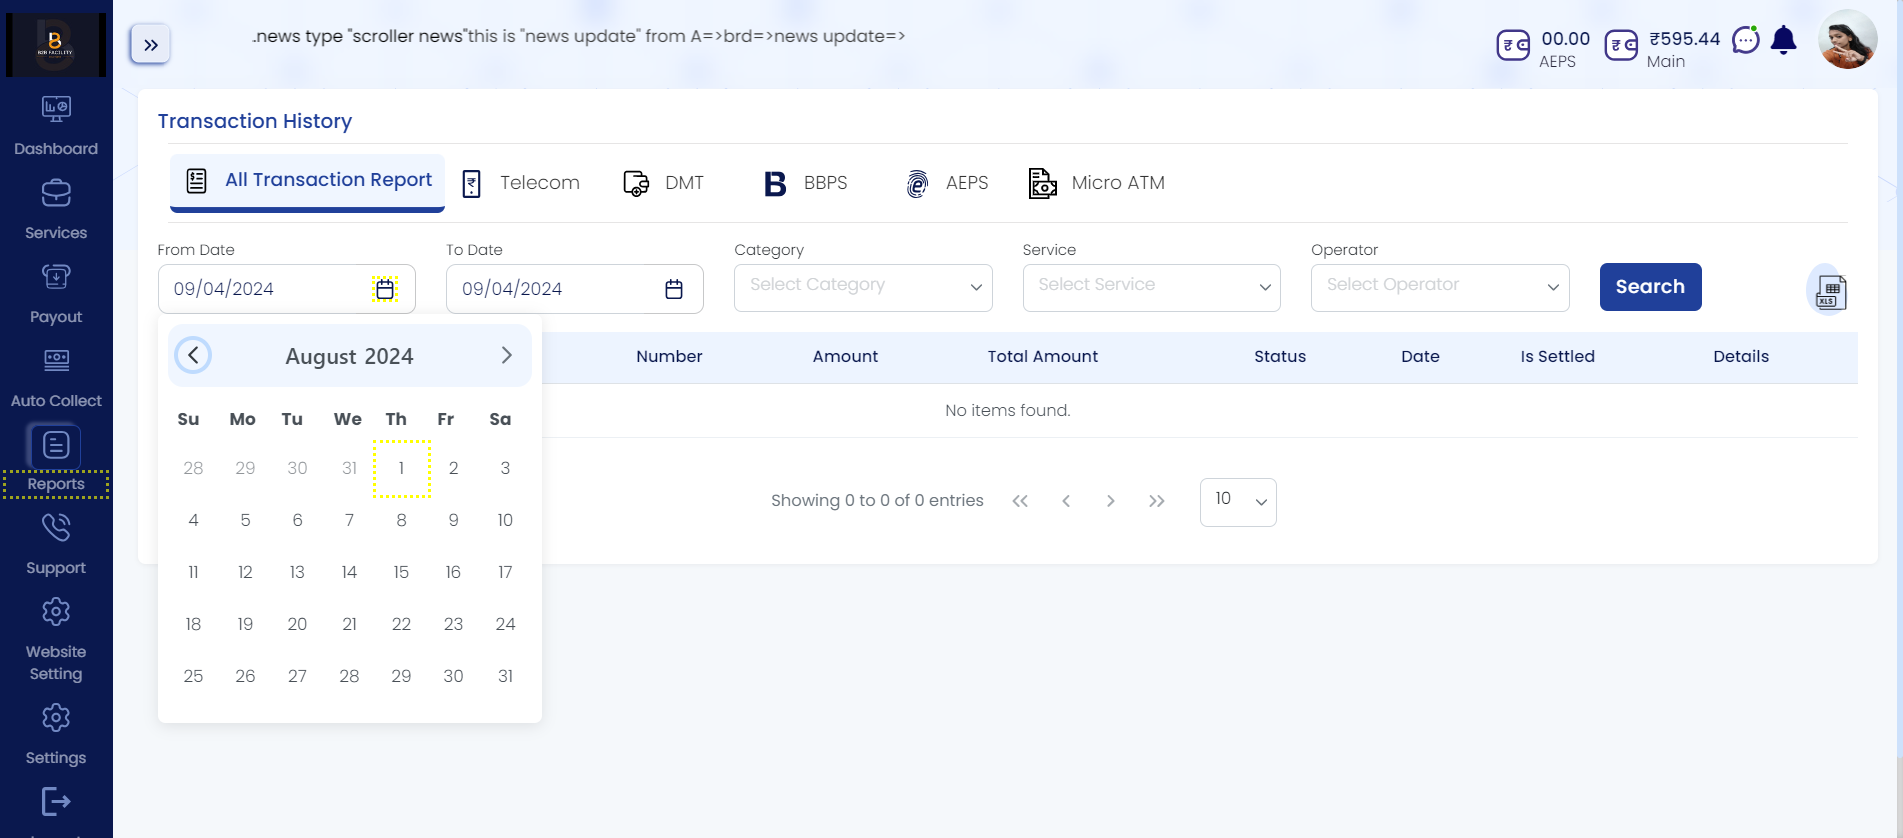 B2B FACILITY
.news type "scroller news"this is "news update" from A=>brd=>news update=>
00.00
AEPS
₹595.44
Main
Dashboard
Services
Payout
Auto Collect
Reports
Support
Website
Setting
Settings
Transaction History
All Transaction Report
Telecom
DMT
BBPS
AEPS
Micro ATM
From Date
To Date
Category
Service
Operator
09/04/2024
09/04/2024
Select Category
Select Service
Select Operator
Search
XLS
Number Amount Total Amount Status Date Is Settled Details
No items found.
Showing 0 to 0 of 0 entries
10
August 2024
Su Mo Tu We Th Fr Sa
28 29 30 31 1 2 3
4 5 6 7 8 9 10
11 12 13 14 15 16 17
18 19 20 21 22 23 24
25 26 27 28 29 30 31